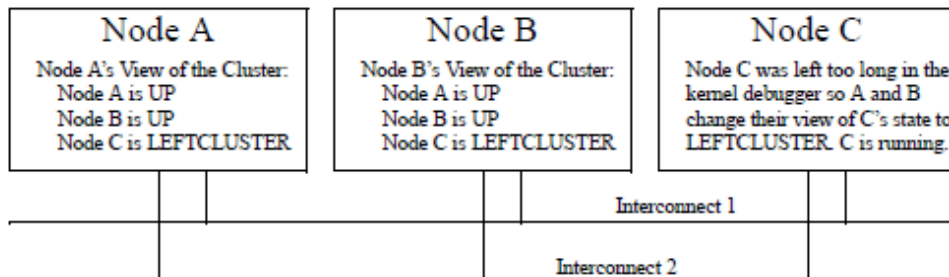 Node A
Node A's View of the Cluster:
Node A is UP
Node B is UP
Node C is LEFTCLUSTER
Node B
Node B's View of the Cluster:
Node A is UP
Node B is UP
Node C is LEFTCLUSTER
Node C
Node C was left too long in the
kernel debugger so A and B
change their view of C's state to
LEFTCLUSTER. C is running.
Interconnect 1
Interconnect 2